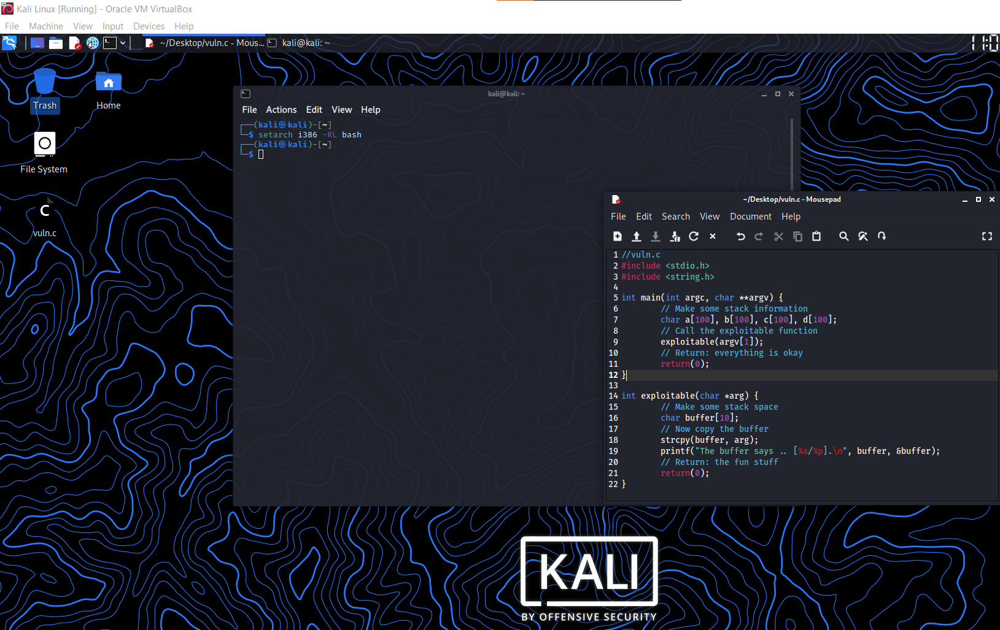 Kali Linux [Running] - Oracle VM VirtualBox
File Machine View Input Devices Help
~/Desktop/vuln.c - Mous... kali@kali: ~
Trash
Home
File System
C
vuln.c
kali@kali: ~
File Actions Edit View Help
┌──(kali㉿kali)-[~]
└─$ setarch i386 -RL bash
┌──(kali㉿kali)-[~]
└─$
~/Desktop/vuln.c - Mousepad
File Edit Search View Document Help
1 //vuln.c
2 #include <stdio.h>
3 #include <string.h>
4
5 int main(int argc, char **argv) {
6 // Make some stack information
7 char a[100], b[100], c[100], d[100];
8 // Call the exploitable function
9 exploitable(argv[1]);
10 // Return: everything is okay
11 return(0);
12 }
13
14 int exploitable(char *arg) {
15 // Make some stack space
16 char buffer[10];
17 // Now copy the buffer
18 strcpy(buffer, arg);
19 printf("The buffer says .. [%s/%p].\n", buffer, &buffer);
20 // Return: the fun stuff
21 return(0);
22 }
KALI
BY OFFENSIVE SECURITY